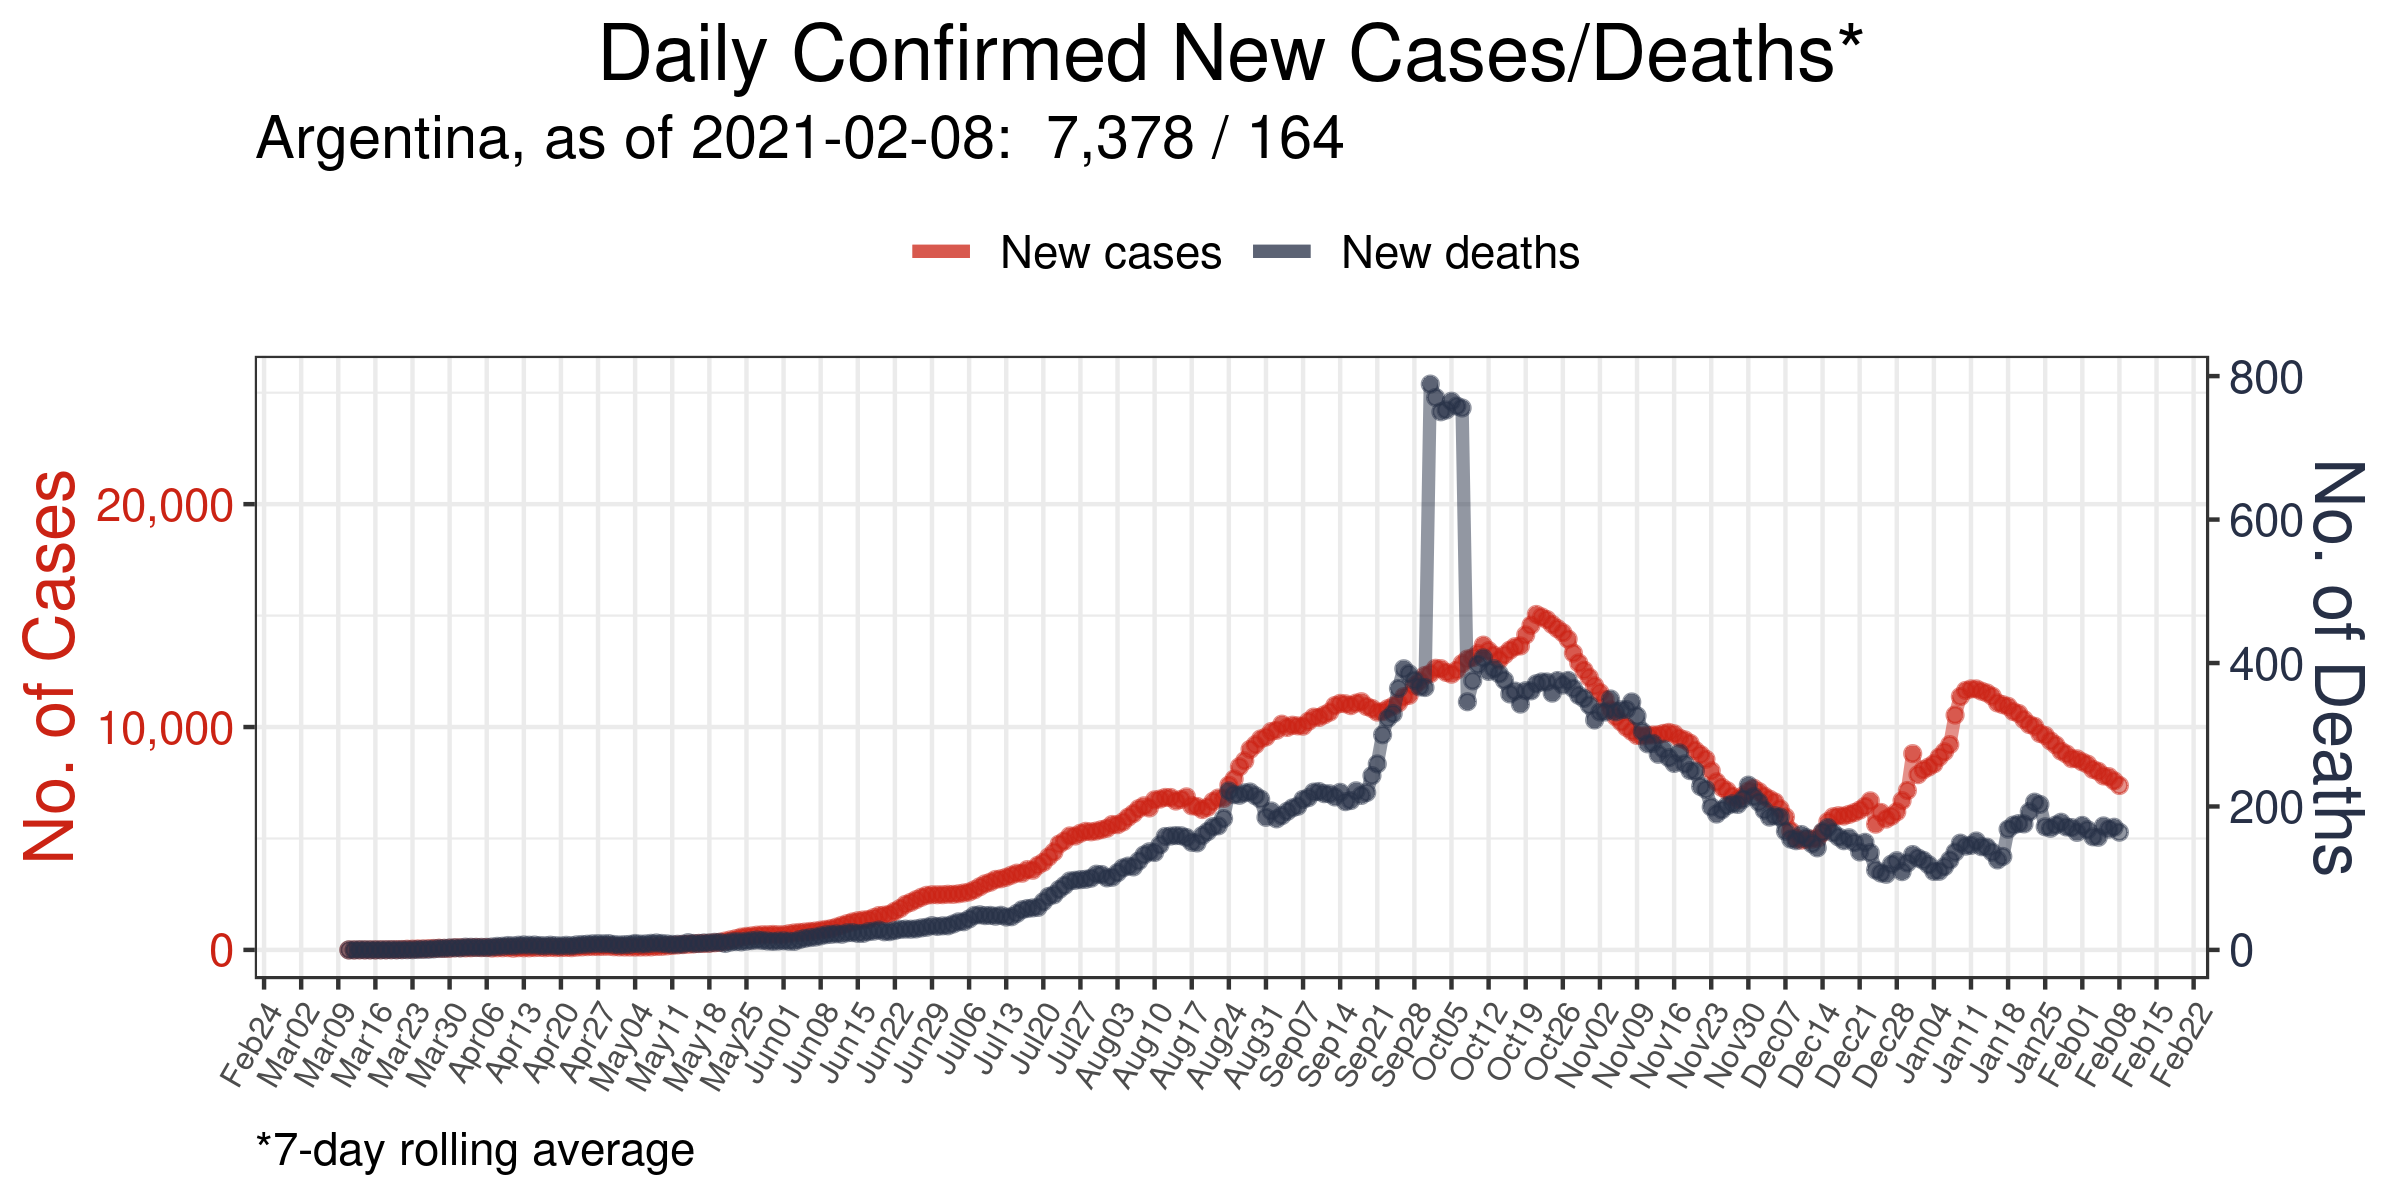 Daily Confirmed New Cases/Deaths*
Argentina, as of 2021-02-08:  7,378 / 164
New cases
New deaths
No. of Cases
20,000
10,000
0
800
600
400
200
0
No. of Deaths
Feb24
Mar02
Mar09
Mar16
Mar23
Mar30
Apr06
Apr13
Apr20
Apr27
May04
May11
May18
May25
Jun01
Jun08
Jun15
Jun22
Jun29
Jul06
Jul13
Jul20
Jul27
Aug03
Aug10
Aug17
Aug24
Aug31
Sep07
Sep14
Sep21
Sep28
Oct05
Oct12
Oct19
Oct26
Nov02
Nov09
Nov16
Nov23
Nov30
Dec07
Dec14
Dec21
Dec28
Jan04
Jan11
Jan18
Jan25
Feb01
Feb08
Feb15
Feb22
*7-day rolling average